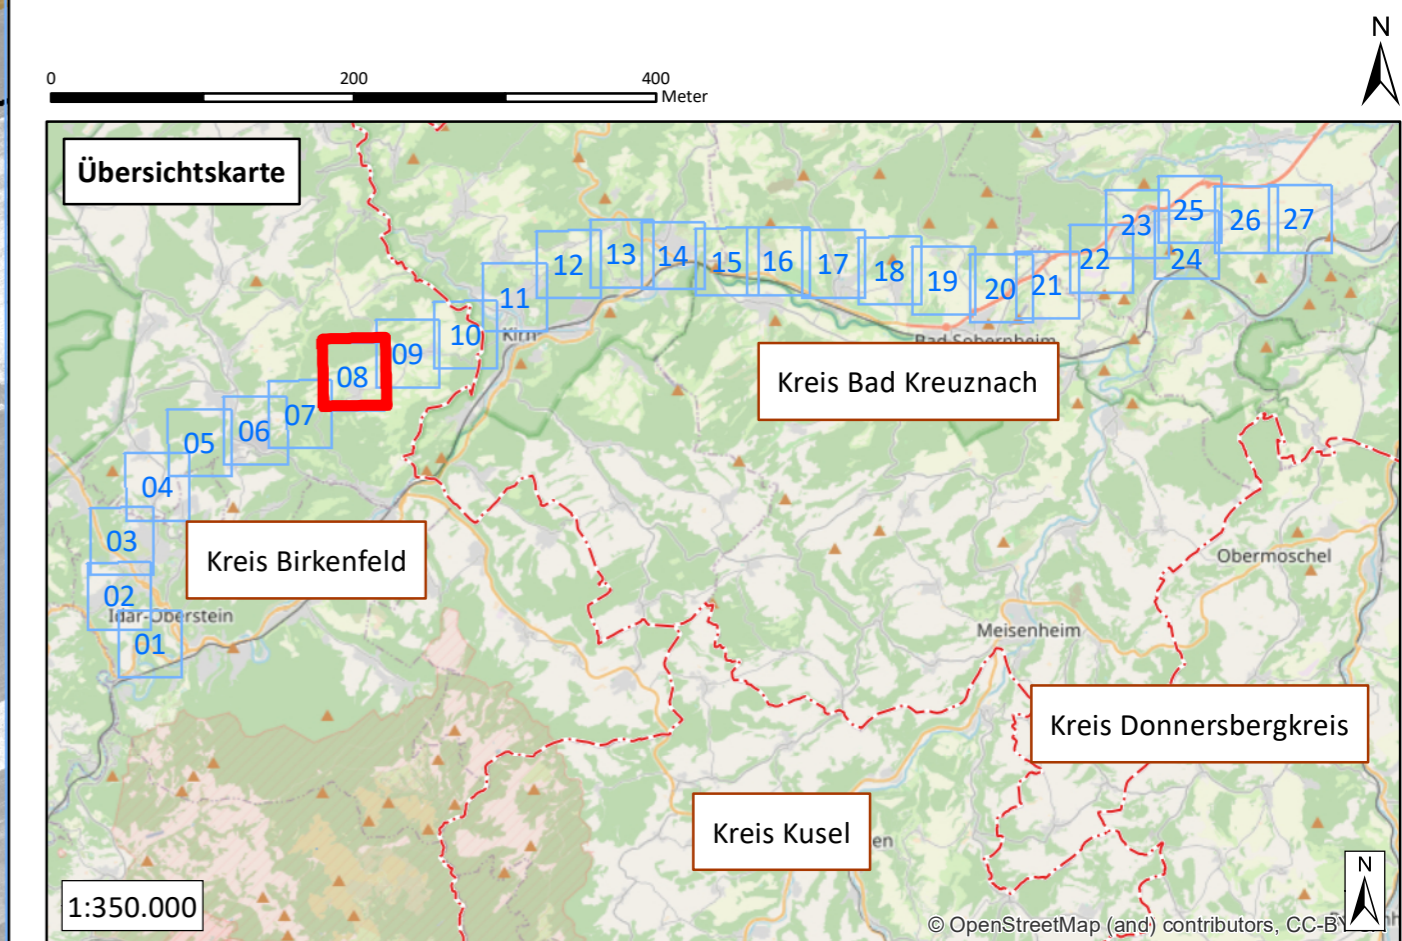 N
0 200 400
Meter
Übersichtskarte
25
23
26 27
13
12 14 15 16 17
24
22
18
19
20 21
11
10
Kirn
09
08
Bad Sobernheim
Kreis Bad Kreuznach
07
06
05
04
03
Kreis Birkenfeld
Obermoschel
02
Idar-Oberstein
01
Meisenheim
Kreis Donnersbergkreis
Kreis Kusel
en
N
1:350.000
© OpenStreetMap (and) contributors, CC-BY